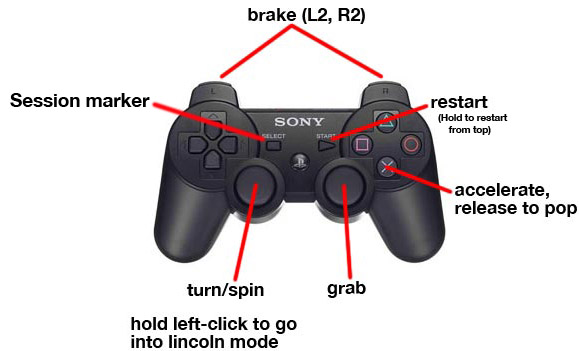 brake (L2, R2)
L
R
Session marker
SONY
SELECT
START
restart
(Hold to restart
from top)
accelerate,
release to pop
turn/spin
grab
hold left-click to go
into lincoln mode